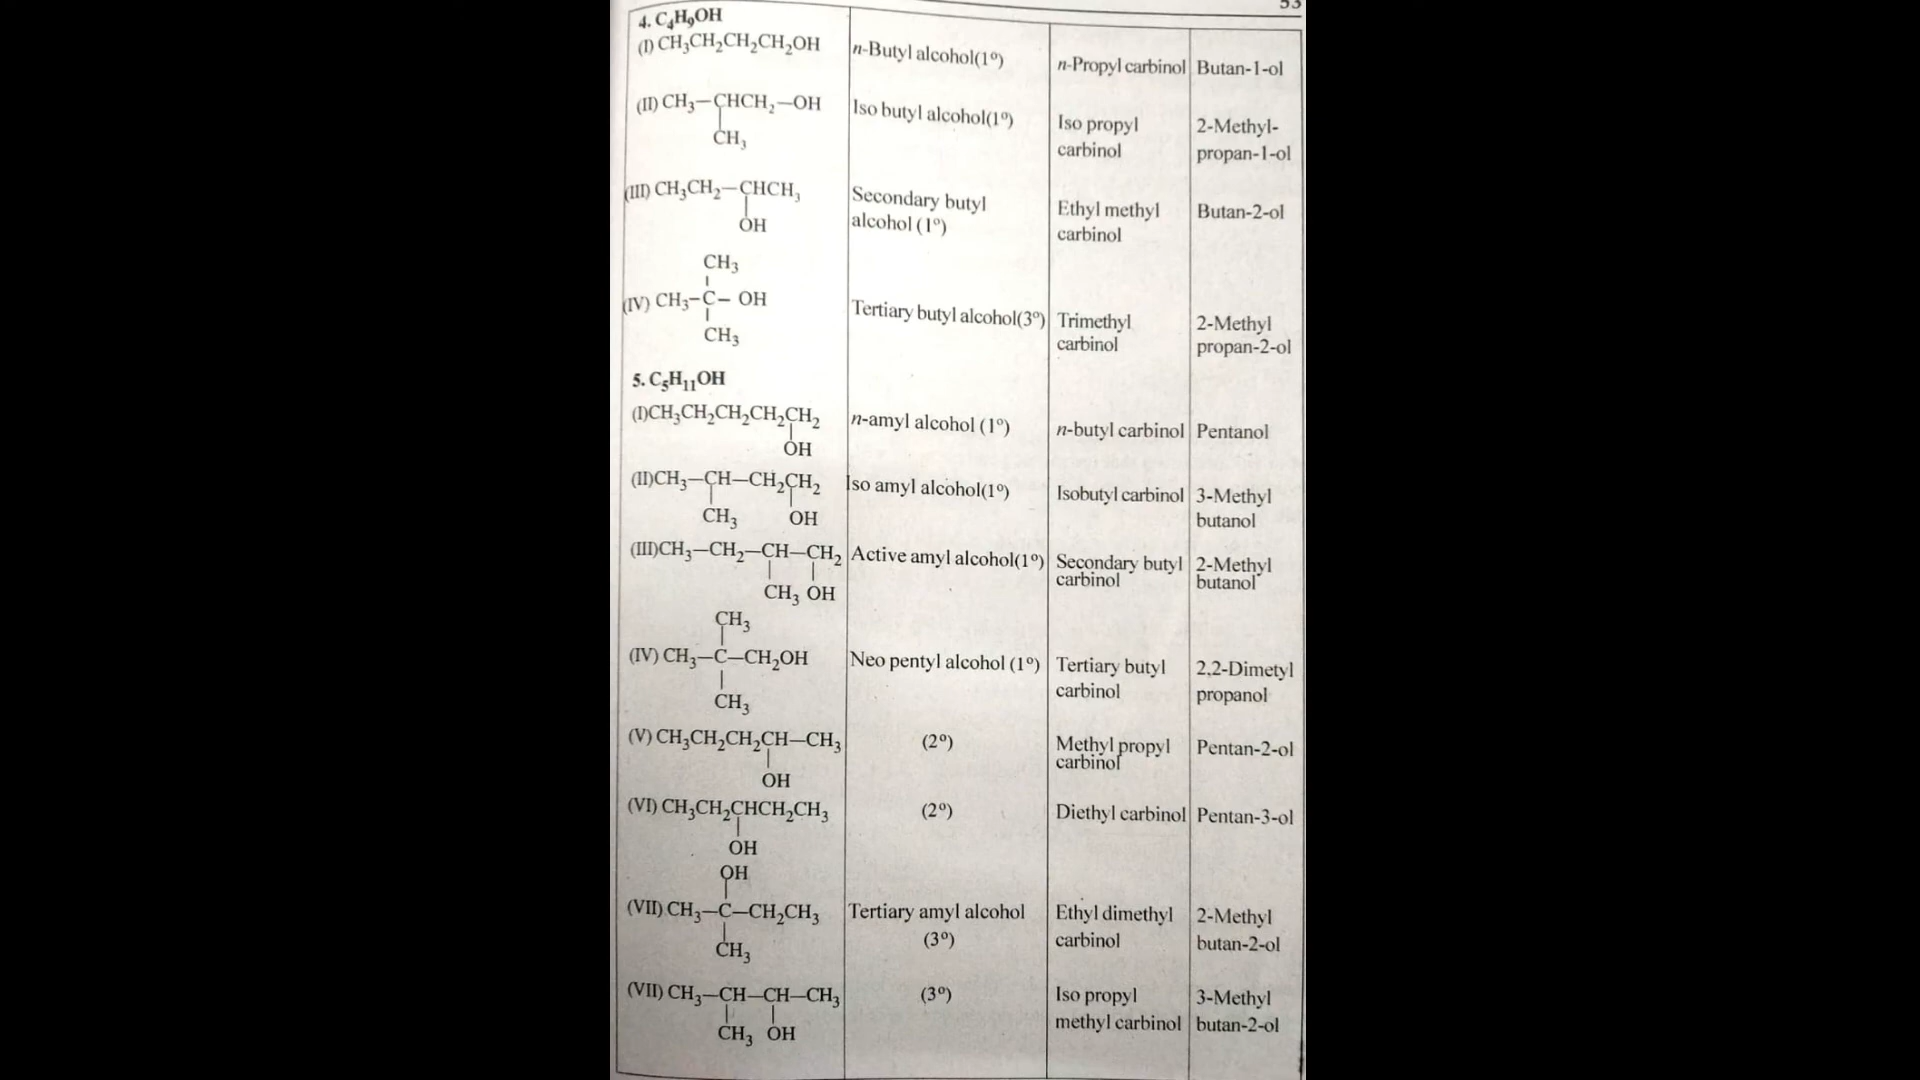 53
4. C₄H₉OH
(I) CH₃CH₂CH₂CH₂OH n-Butyl alcohol(1°) n-Propyl carbinol Butan-1-ol
(II) CH₃—CHCH₂—OH Iso butyl alcohol(1°) Iso propyl carbinol 2-Methyl-propan-1-ol
CH₃
(III) CH₃CH₂—CHCH₃ Secondary butyl alcohol (1°) Ethyl methyl carbinol Butan-2-ol
OH
CH₃
(IV) CH₃–C– OH Tertiary butyl alcohol(3°) Trimethyl carbinol 2-Methyl propan-2-ol
CH₃
5. C₅H₁₁OH
(I)CH₃CH₂CH₂CH₂CH₂ n-amyl alcohol (1°) n-butyl carbinol Pentanol
OH
(II)CH₃—CH—CH₂CH₂ Iso amyl alcohol(1°) Isobutyl carbinol 3-Methyl butanol
CH₃ OH
(III)CH₃—CH₂—CH—CH₂ Active amyl alcohol(1°) Secondary butyl carbinol 2-Methyl butanol
CH₃ OH
CH₃
(IV) CH₃—C—CH₂OH Neo pentyl alcohol (1°) Tertiary butyl carbinol 2,2-Dimetyl propanol
CH₃
(V) CH₃CH₂CH₂CH—CH₃ (2°) Methyl propyl carbinol Pentan-2-ol
OH
(VI) CH₃CH₂CHCH₂CH₃ (2°) Diethyl carbinol Pentan-3-ol
OH
OH
(VII) CH₃—C—CH₂CH₃ Tertiary amyl alcohol (3°) Ethyl dimethyl carbinol 2-Methyl butan-2-ol
CH₃
(VII) CH₃—CH—CH—CH₃ (3°) Iso propyl methyl carbinol 3-Methyl butan-2-ol
CH₃ OH